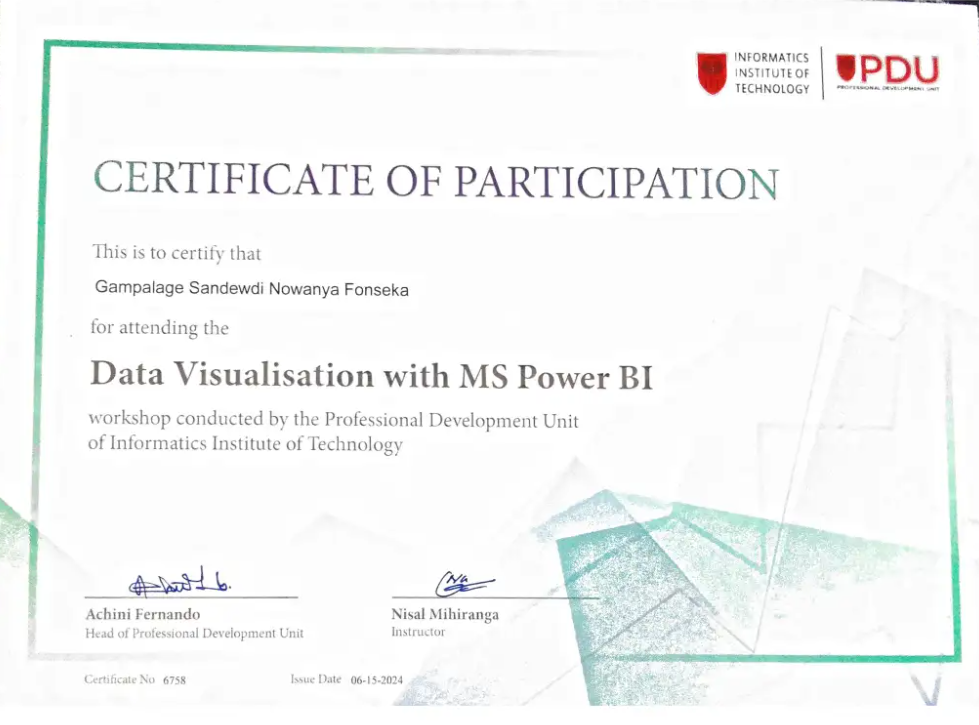 INFORMATICS
INSTITUTE OF
TECHNOLOGY
PDU
PROFESSIONAL DEVELOPMENT UNIT
CERTIFICATE OF PARTICIPATION
This is to certify that
Gampalage Sandewdi Nowanya Fonseka
for attending the
Data Visualisation with MS Power BI
workshop conducted by the Professional Development Unit
of Informatics Institute of Technology
Achini Fernando
Head of Professional Development Unit
Nisal Mihiranga
Instructor
Certificate No 6758
Issue Date 06-15-2024